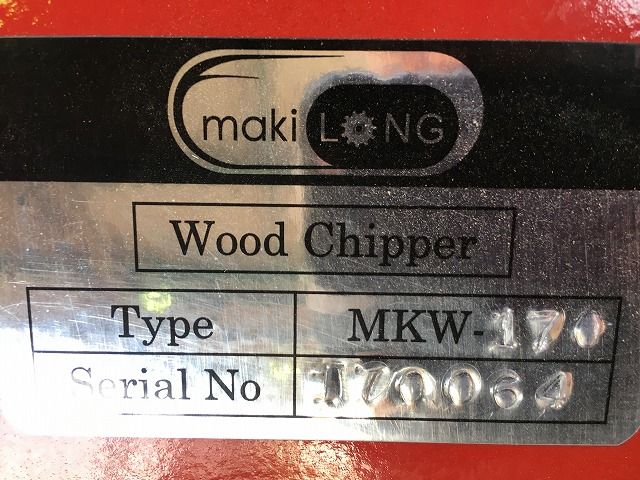 maki LONG
Wood Chipper
Type MKW-170
Serial No 170064